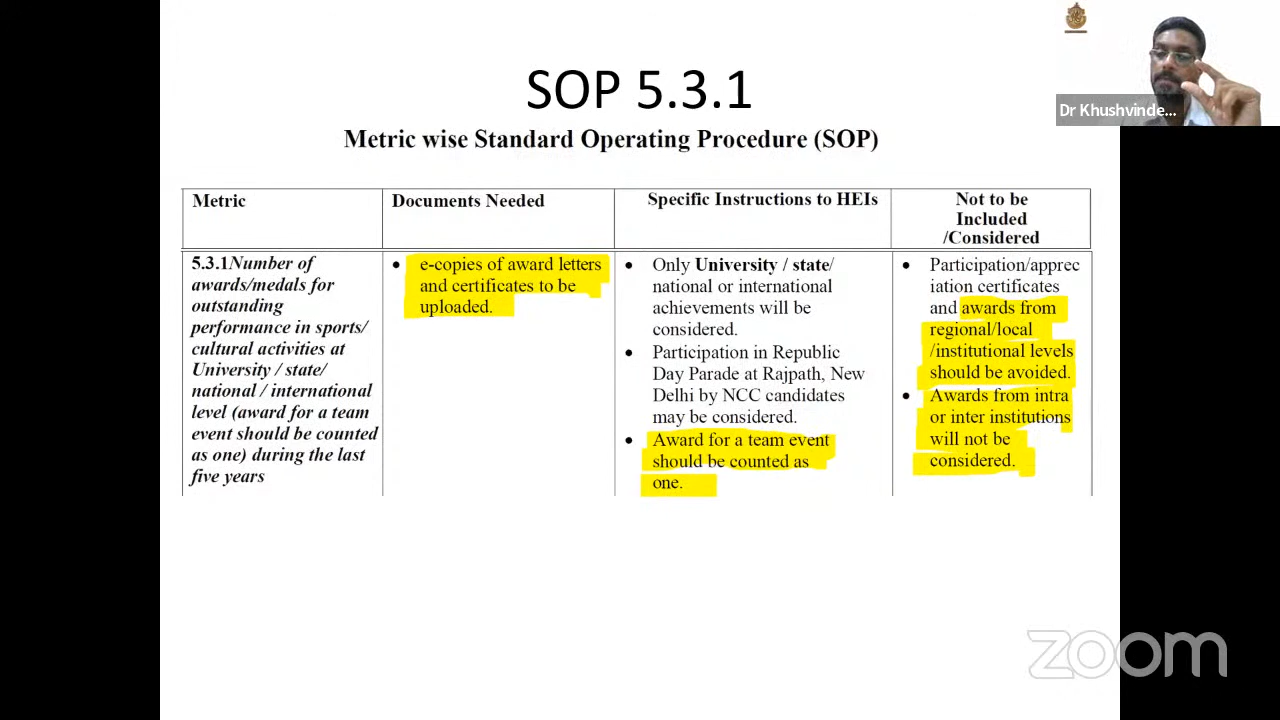 SOP 5.3.1
Metric wise Standard Operating Procedure (SOP)
Metric
Documents Needed
Specific Instructions to HEIs
Not to be
Included
/Considered
5.3.1Number of
awards/medals for
outstanding
performance in sports/
cultural activities at
University / state/
national / international
level (award for a team
event should be counted
as one) during the last
five years
• e-copies of award letters
and certificates to be
uploaded.
• Only University / state/
national or international
achievements will be
considered.
• Participation in Republic
Day Parade at Rajpath, New
Delhi by NCC candidates
may be considered.
• Award for a team event
should be counted as
one.
• Participation/apprec
iation certificates
and awards from
regional/local
/institutional levels
should be avoided.
• Awards from intra
or inter institutions
will not be
considered.
Dr Khushvinde...
zoom